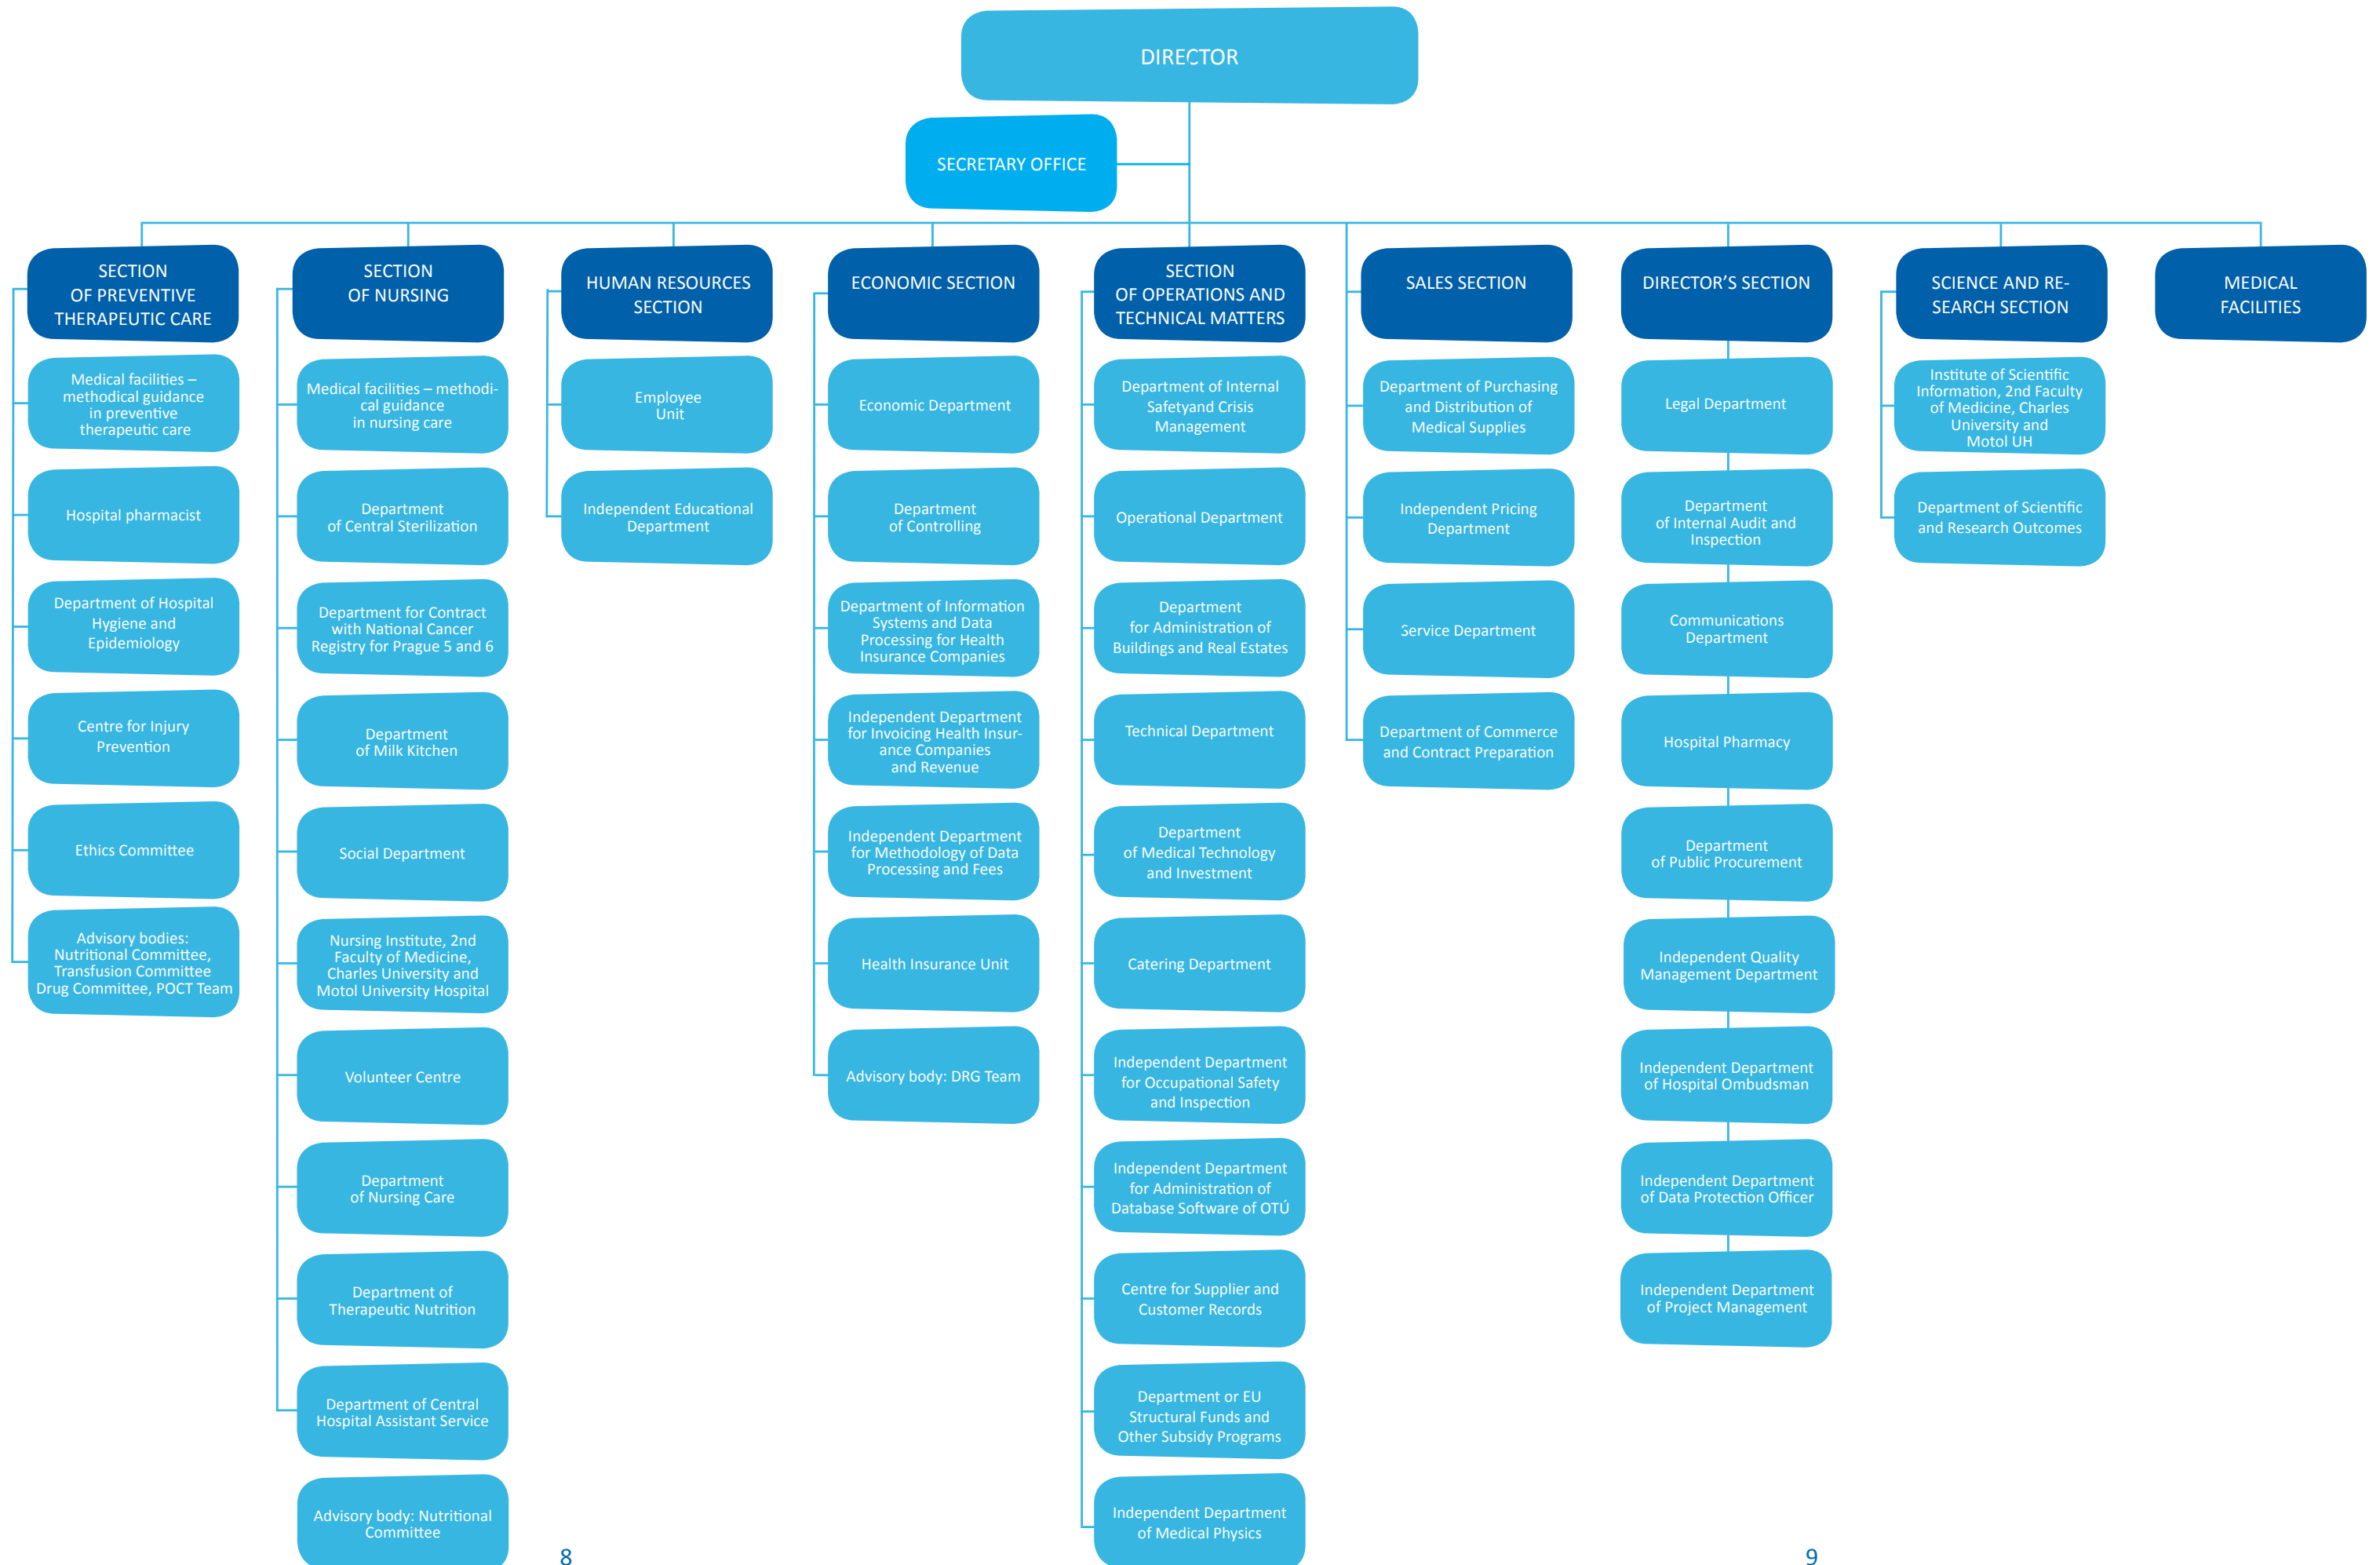 DIRECTOR
SECRETARY OFFICE
SECTION
OF PREVENTIVE
THERAPEUTIC CARE
Medical facilities –
methodical guidance
in preventive
therapeutic care
Hospital pharmacist
Department of Hospital
Hygiene and
Epidemiology
Centre for Injury
Prevention
Ethics Committee
Advisory bodies:
Nutritional Committee,
Transfusion Committee
Drug Committee, POCT Team
SECTION
OF NURSING
Medical facilities – methodi-
cal guidance
in nursing care
Department
of Central Sterilization
Department for Contract
with National Cancer
Registry for Prague 5 and 6
Department
of Milk Kitchen
Social Department
Nursing Institute, 2nd
Faculty of Medicine,
Charles University and
Motol University Hospital
Volunteer Centre
Department
of Nursing Care
Department of
Therapeutic Nutrition
Department of Central
Hospital Assistant Service
Advisory body: Nutritional
Committee
HUMAN RESOURCES
SECTION
Employee
Unit
Independent Educational
Department
ECONOMIC SECTION
Economic Department
Department
of Controlling
Department of Information
Systems and Data
Processing for Health
Insurance Companies
Independent Department
for Invoicing Health Insur-
ance Companies
and Revenue
Independent Department
for Methodology of Data
Processing and Fees
Health Insurance Unit
Advisory body: DRG Team
SECTION
OF OPERATIONS AND
TECHNICAL MATTERS
Department of Internal
Safetyand Crisis
Management
Operational Department
Department
for Administration of
Buildings and Real Estates
Technical Department
Department
of Medical Technology
and Investment
Catering Department
Independent Department
for Occupational Safety
and Inspection
Independent Department
for Administration of
Database Software of OTÚ
Centre for Supplier and
Customer Records
Department or EU
Structural Funds and
Other Subsidy Programs
Independent Department
of Medical Physics
SALES SECTION
Department of Purchasing
and Distribution of
Medical Supplies
Independent Pricing
Department
Service Department
Department of Commerce
and Contract Preparation
DIRECTOR'S SECTION
Legal Department
Department
of Internal Audit and
Inspection
Communications
Department
Hospital Pharmacy
Department
of Public Procurement
Independent Quality
Management Department
Independent Department
of Hospital Ombudsman
Independent Department
of Data Protection Officer
Independent Department
of Project Management
SCIENCE AND RE-
SEARCH SECTION
Institute of Scientific
Information, 2nd Faculty
of Medicine, Charles
University and
Motol UH
Department of Scientific
and Research Outcomes
MEDICAL
FACILITIES
8
9